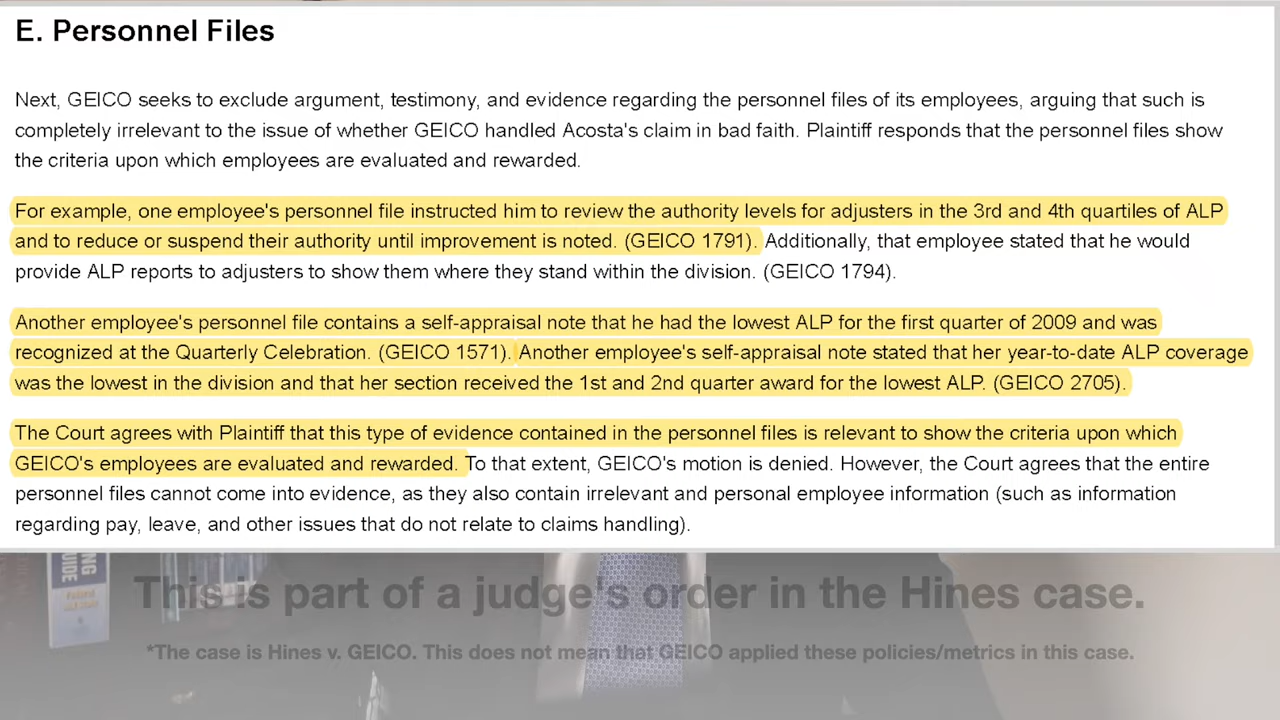 E. Personnel Files
Next, GEICO seeks to exclude argument, testimony, and evidence regarding the personnel files of its employees, arguing that such is
completely irrelevant to the issue of whether GEICO handled Acosta's claim in bad faith. Plaintiff responds that the personnel files show
the criteria upon which employees are evaluated and rewarded.
For example, one employee's personnel file instructed him to review the authority levels for adjusters in the 3rd and 4th quartiles of ALP
and to reduce or suspend their authority until improvement is noted. (GEICO 1791). Additionally, that employee stated that he would
provide ALP reports to adjusters to show them where they stand within the division. (GEICO 1794).
Another employee's personnel file contains a self-appraisal note that he had the lowest ALP for the first quarter of 2009 and was
recognized at the Quarterly Celebration. (GEICO 1571). Another employee's self-appraisal note stated that her year-to-date ALP coverage
was the lowest in the division and that her section received the 1st and 2nd quarter award for the lowest ALP. (GEICO 2705).
The Court agrees with Plaintiff that this type of evidence contained in the personnel files is relevant to show the criteria upon which
GEICO's employees are evaluated and rewarded. To that extent, GEICO's motion is denied. However, the Court agrees that the entire
personnel files cannot come into evidence, as they also contain irrelevant and personal employee information (such as information
regarding pay, leave, and other issues that do not relate to claims handling).
GUIDE
This is part of a judge's order in the Hines case.
*The case is Hines v. GEICO. This does not mean that GEICO applied these policies/metrics in this case.